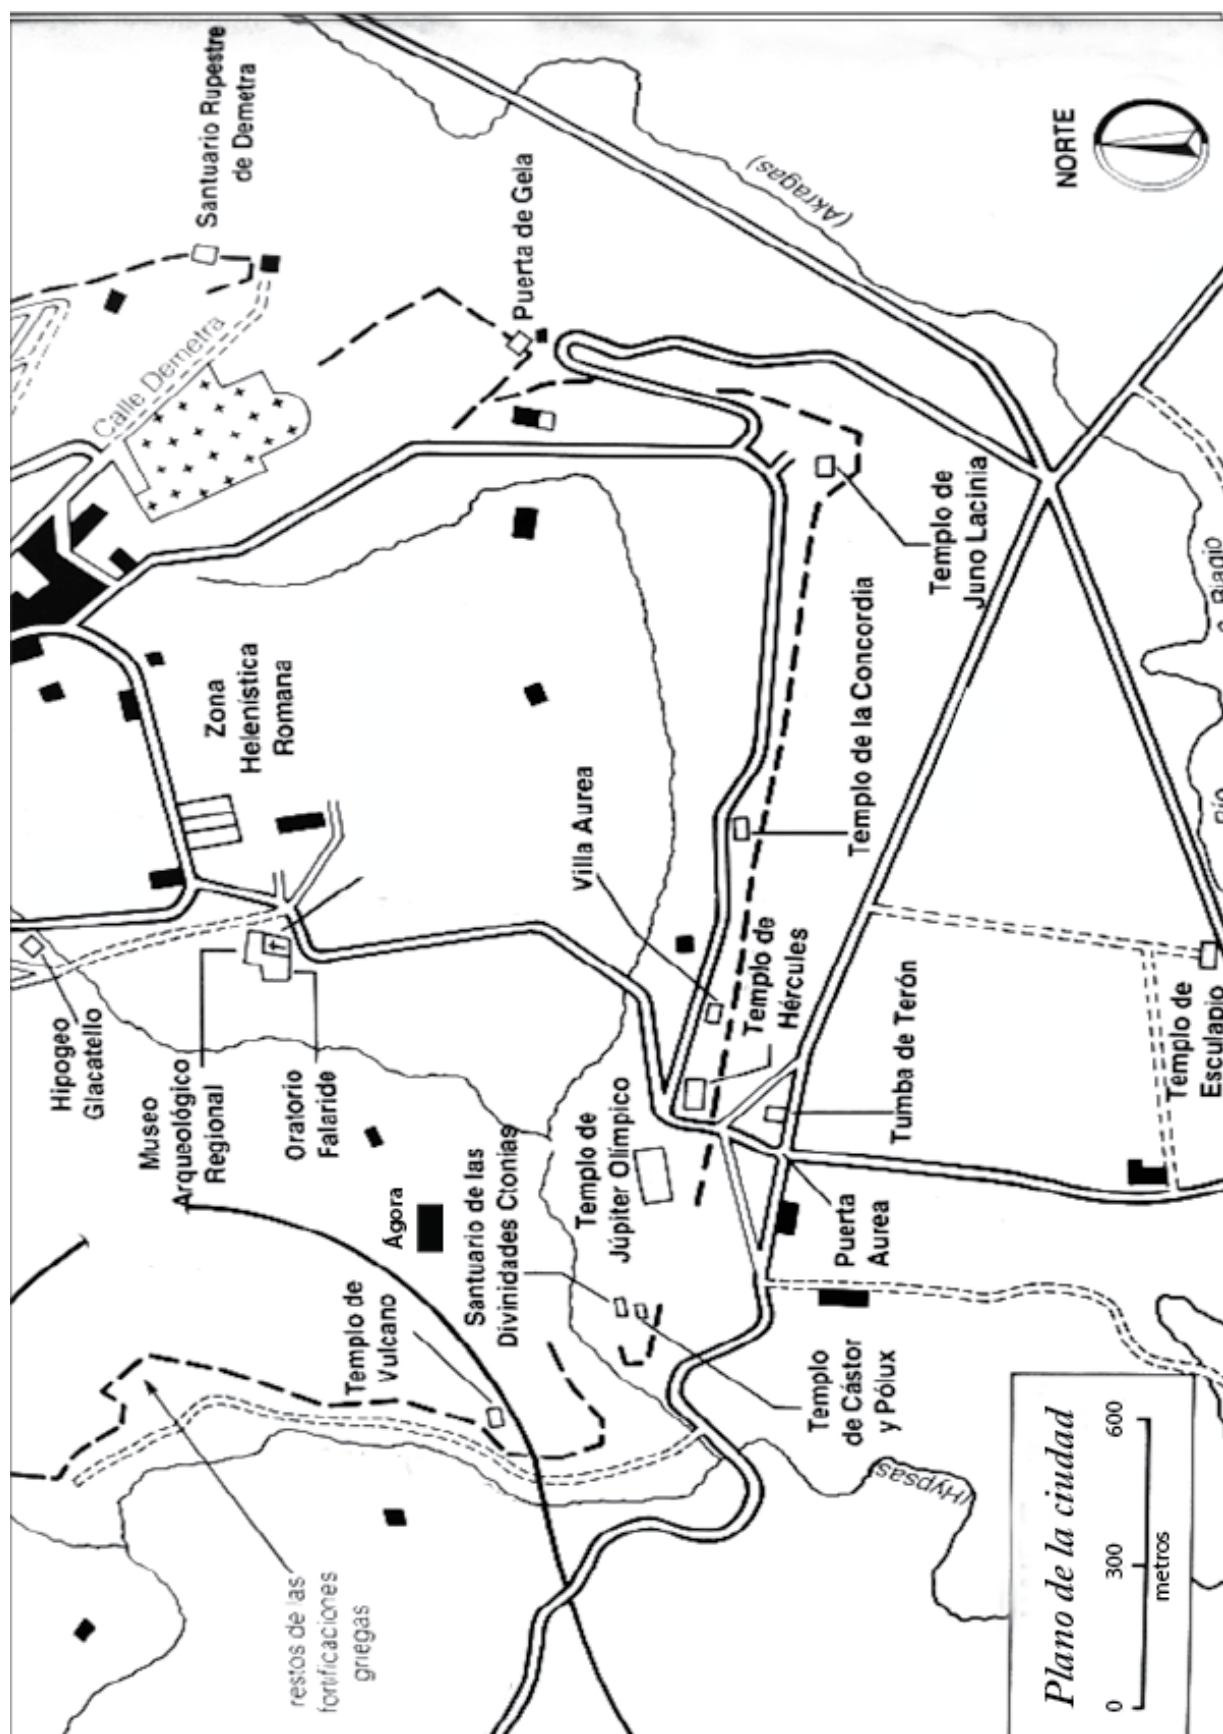 Santuario Rupestre
de Demetra
Puerta de Gela
(Akragas)
NORTE
Calle Demetra
Zona
Helenística
Romana
Templo de
Juno Lacinia
Templo de la Concordia
Villa Aurea
Templo de
Hércules
Tumba de Terón
Templo de
Esculapio
Río
S. Biagio
Hipogeo
Glacatello
Museo
Arqueológico
Regional
Oratorio
Falaride
Ágora
Santuario de las
Divinidades Ctonias
Templo de
Júpiter Olímpico
Puerta
Aurea
Templo de
Vulcano
Templo
de Cástor
y Pólux
(Hypsas
restos de las
fortificaciones
griegas
Plano de la ciudad
0 300 600
metros